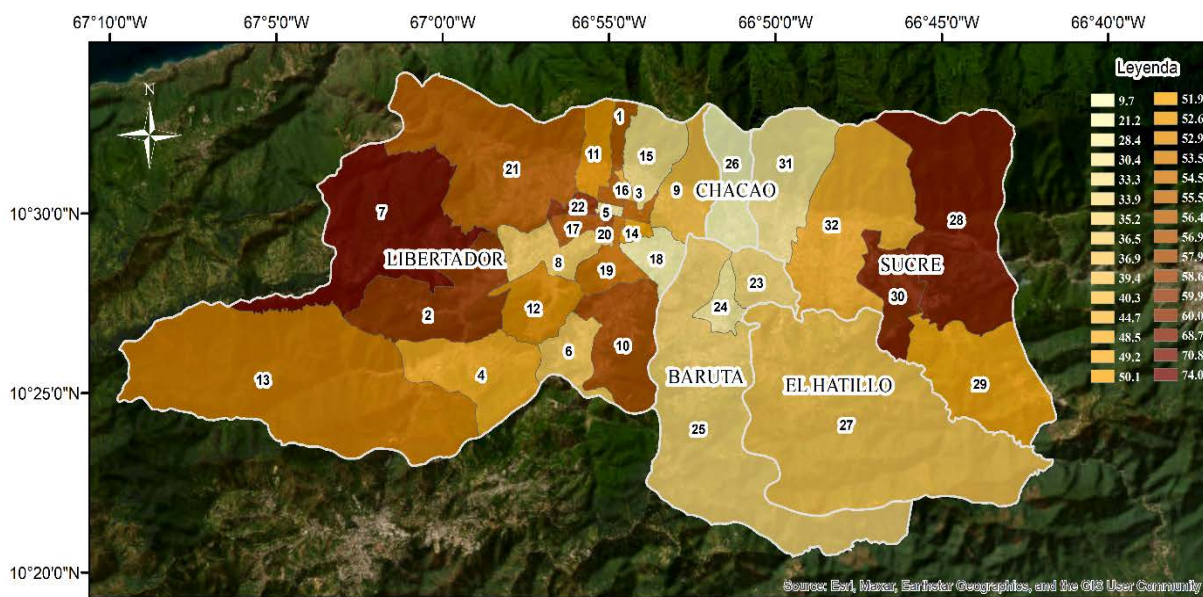 67°10'0"W 67°5'0"W 67°0'0"W 66°55'0"W 66°50'0"W 66°45'0"W 66°40'0"W
N
Leyenda
9.7 51.9
21.2 52.6
28.4 52.9
30.4 53.5
33.3 54.5
33.9 55.5
35.2 56.4
36.5 56.9
36.9 57.9
39.4 58.6
40.3 59.9
44.7 60.0
48.5 68.7
49.2 70.8
50.1 74.0
1
11 15 26 31
21 16 3 9 CHACAO
10°30'0"N 7 22 5 32 28
17 20 14
LIBERTADOR 8 18 SUCRE
19 23 30
2 12 24
6 10
13 4 BARUTA EL HATILLO 29
10°25'0"N
25 27
10°20'0"N
Source: Esri, Maxar, Earthstar Geographics, and the GIS User Community